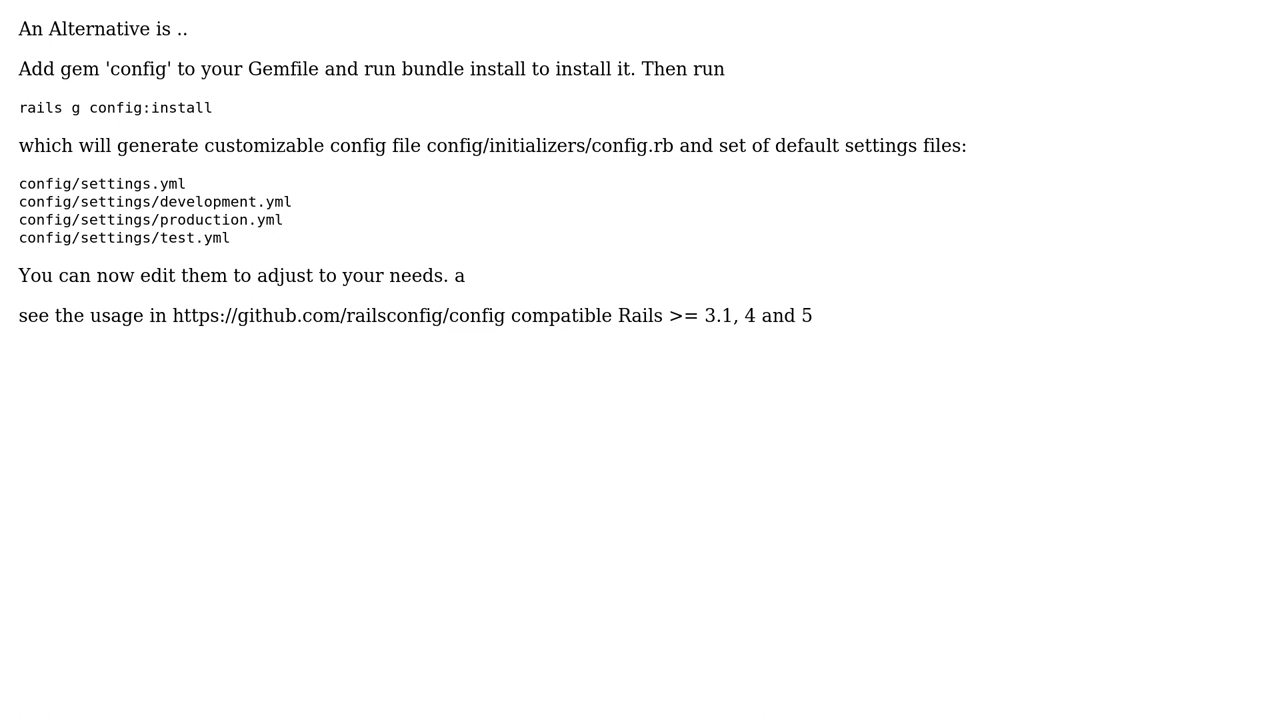 An Alternative is ..
Add gem 'config' to your Gemfile and run bundle install to install it. Then run
rails g config:install
which will generate customizable config file config/initializers/config.rb and set of default settings files:
config/settings.yml
config/settings/development.yml
config/settings/production.yml
config/settings/test.yml
You can now edit them to adjust to your needs. a
see the usage in https://github.com/railsconfig/config compatible Rails >= 3.1, 4 and 5